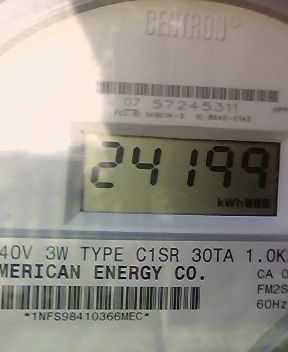 CENTRON®
07 57245311
24199
kWh
40V 3W TYPE C1SR 30TA 1.0K
MERICAN ENERGY CO.
CA 0
FM2S
60Hz
*1NFS98410366MEC*